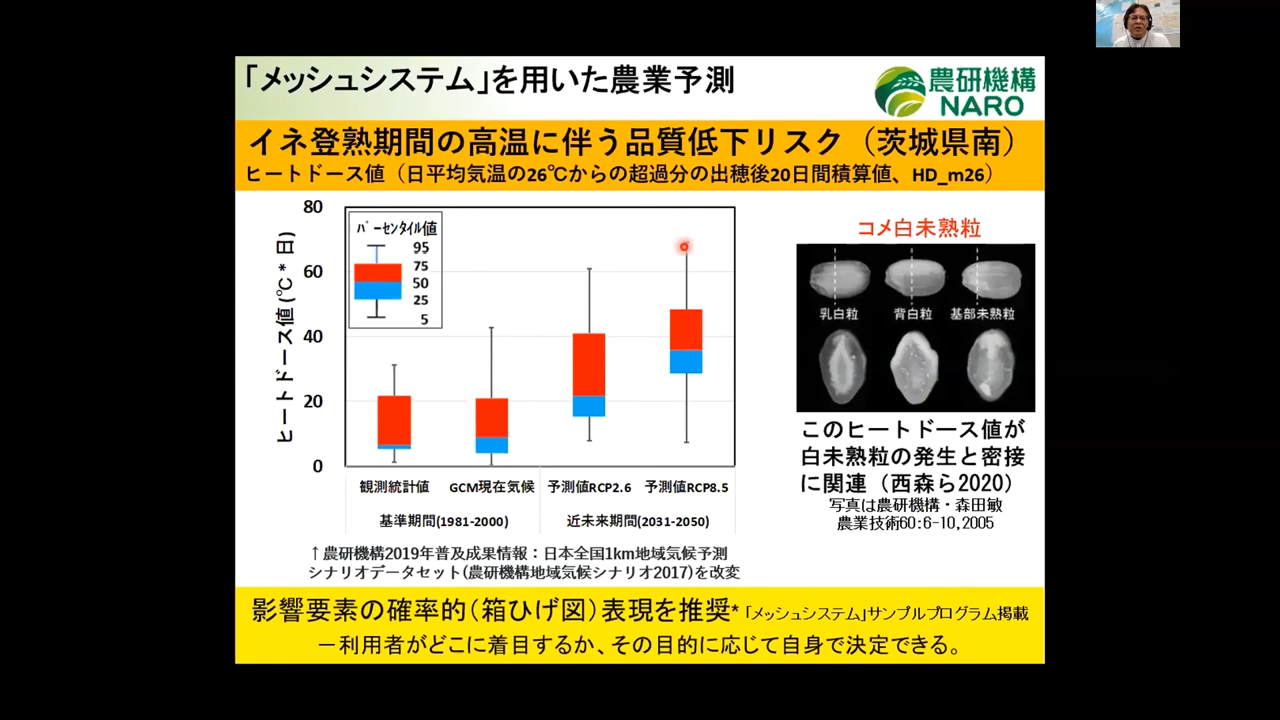 「メッシュシステム」を用いた農業予測
農研機構
NARO
イネ登熟期間の高温に伴う品質低下リスク（茨城県南）
ヒートドース値（日平均気温の26℃からの超過分の出穂後20日間積算値、HD_m26）
ヒートドース値(℃*日)
80
60
40
20
0
ﾊﾟｰｾﾝﾀｲﾙ値
95
75
50
25
5
観測統計値 GCM現在気候 予測値RCP2.6 予測値RCP8.5
基準期間(1981-2000) 近未来期間(2031-2050)
↑農研機構2019年普及成果情報：日本全国1km地域気候予測
シナリオデータセット(農研機構地域気候シナリオ2017)を改変
コメ白未熟粒
乳白粒 背白粒 基部未熟粒
このヒートドース値が
白未熟粒の発生と密接
に関連（西森ら2020）
写真は農研機構・森田敏
農業技術60:6-10,2005
影響要素の確率的（箱ひげ図）表現を推奨* 「メッシュシステム」サンプルプログラム掲載
－利用者がどこに着目するか、その目的に応じて自身で決定できる。